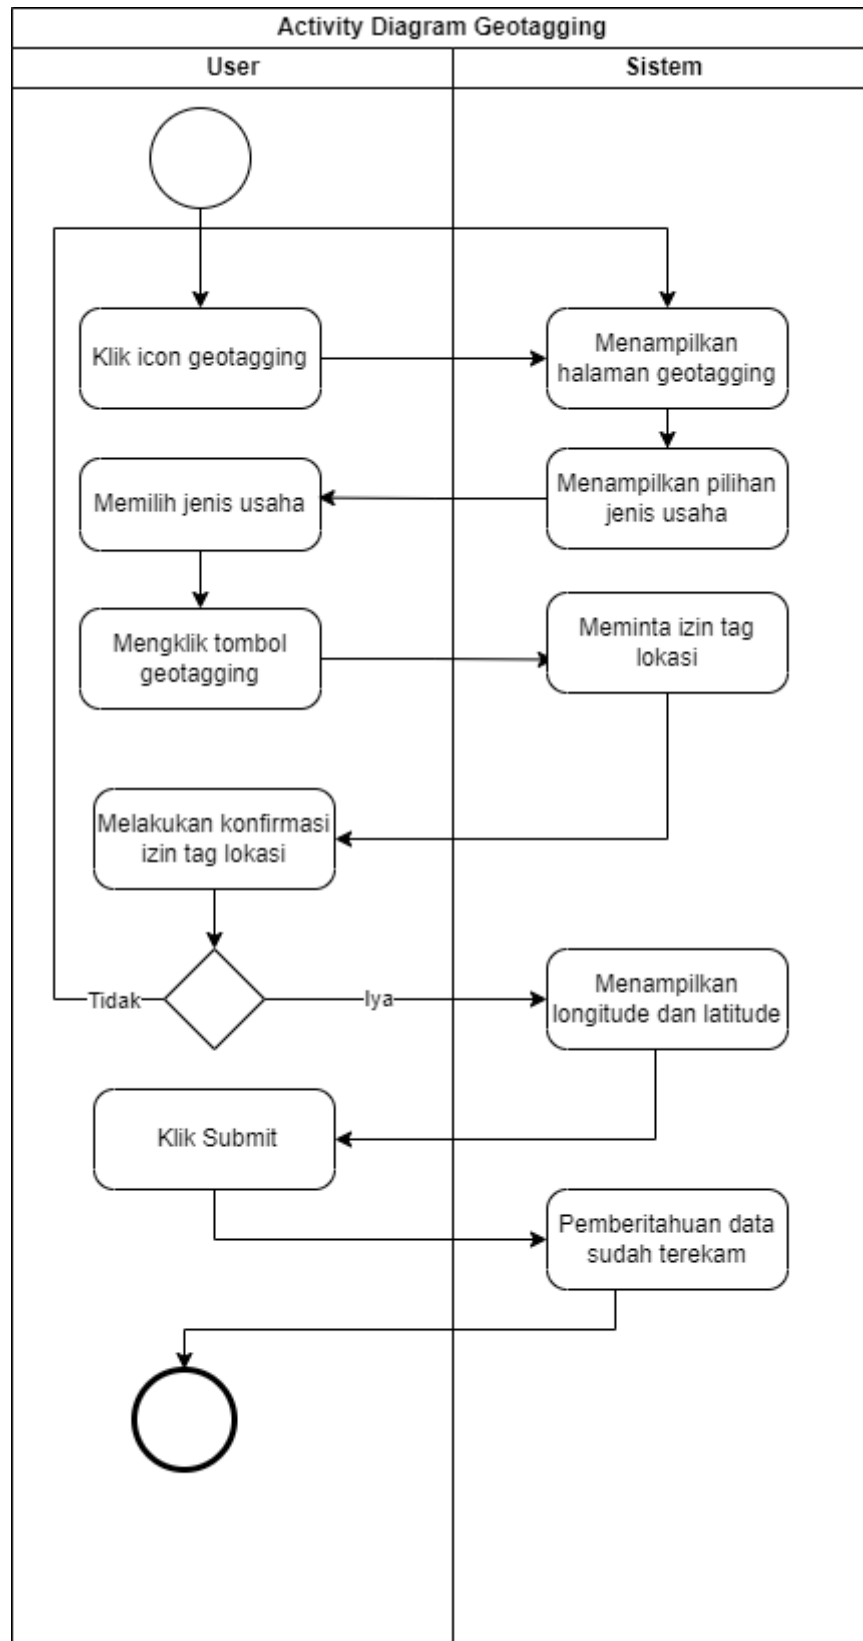 Activity Diagram Geotagging
User
Sistem
Klik icon geotagging
Menampilkan
halaman geotagging
Memilih jenis usaha
Menampilkan pilihan
jenis usaha
Mengklik tombol
geotagging
Meminta izin tag
lokasi
Melakukan konfirmasi
izin tag lokasi
Tidak
Iya
Menampilkan
longitude dan latitude
Klik Submit
Pemberitahuan data
sudah terekam